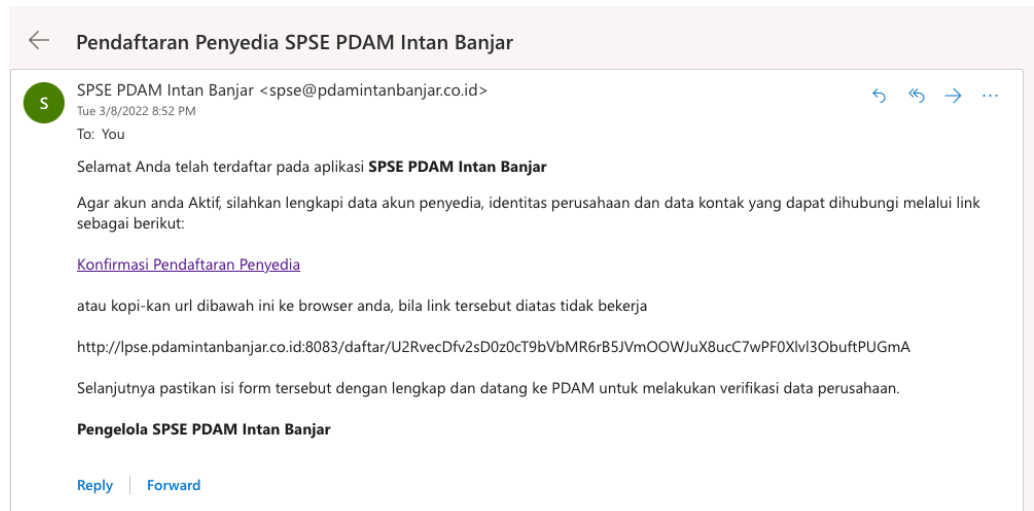 Pendaftaran Penyedia SPSE PDAM Intan Banjar
S
SPSE PDAM Intan Banjar <spse@pdamintanbanjar.co.id>
Tue 3/8/2022 8:52 PM
To: You
Selamat Anda telah terdaftar pada aplikasi SPSE PDAM Intan Banjar
Agar akun anda Aktif, silahkan lengkapi data akun penyedia, identitas perusahaan dan data kontak yang dapat dihubungi melalui link
sebagai berikut:
Konfirmasi Pendaftaran Penyedia
atau kopi-kan url dibawah ini ke browser anda, bila link tersebut diatas tidak bekerja
http://lpse.pdamintanbanjar.co.id:8083/daftar/U2RvecDfv2sD0z0cT9bVbMR6rB5JVmOOWJuX8ucC7wPF0Xlvl3ObuftPUGmA
Selanjutnya pastikan isi form tersebut dengan lengkap dan datang ke PDAM untuk melakukan verifikasi data perusahaan.
Pengelola SPSE PDAM Intan Banjar
Reply
Forward